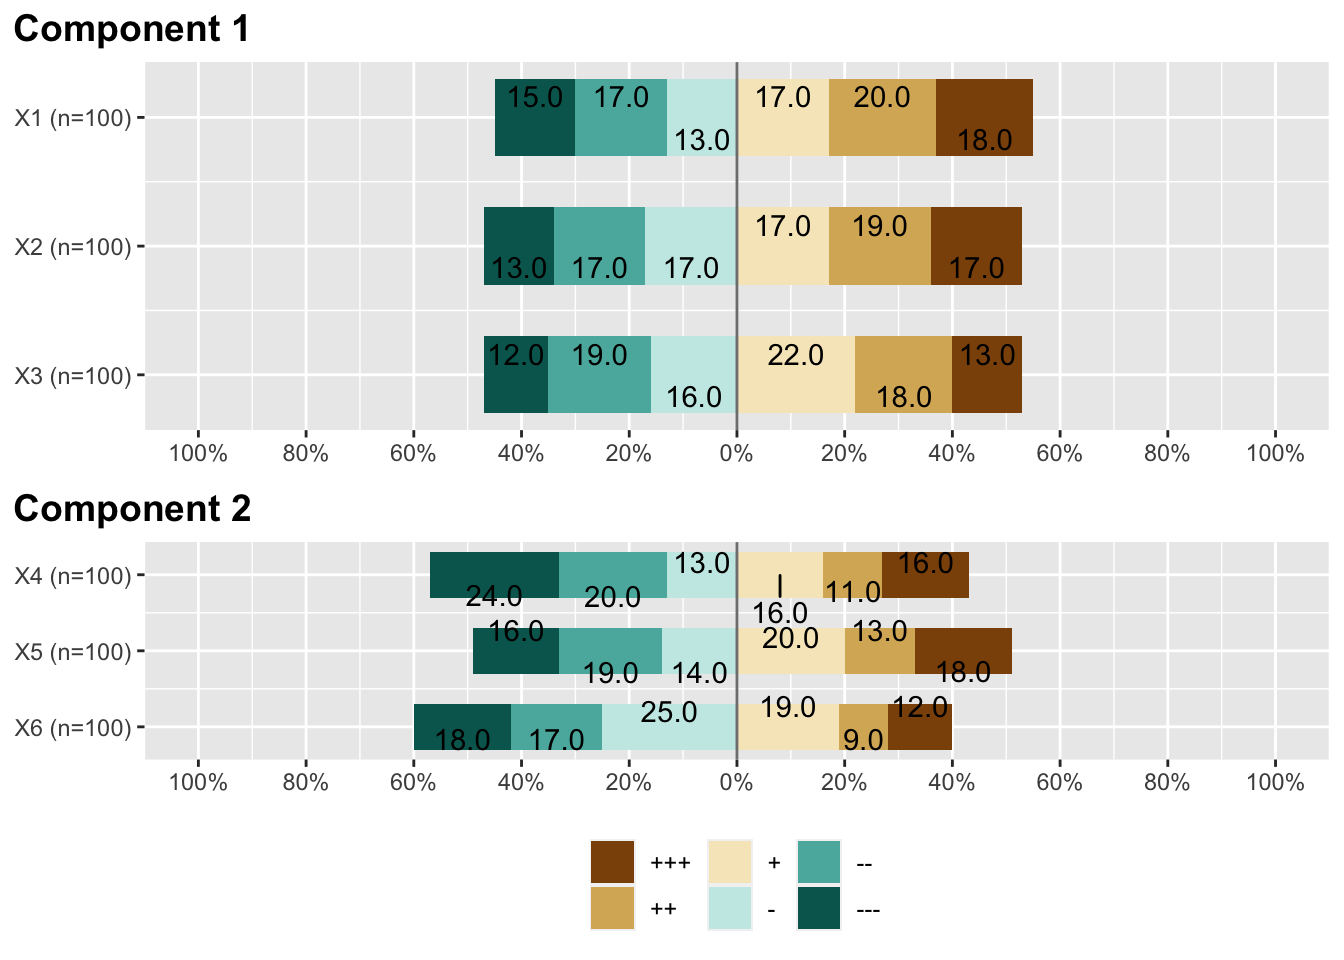 Component 1
X1 (n=100)
15.0 17.0 13.0 17.0 20.0 18.0
X2 (n=100)
13.0 17.0 17.0 17.0 19.0 17.0
X3 (n=100)
12.0 19.0 16.0 22.0 18.0 13.0
100% 80% 60% 40% 20% 0% 20% 40% 60% 80% 100%
Component 2
X4 (n=100)
24.0 20.0 13.0 16.0 11.0 16.0
X5 (n=100)
16.0 19.0 14.0 20.0 13.0 18.0
X6 (n=100)
18.0 17.0 25.0 19.0 9.0 12.0
100% 80% 60% 40% 20% 0% 20% 40% 60% 80% 100%
+++ + --
++ - ---